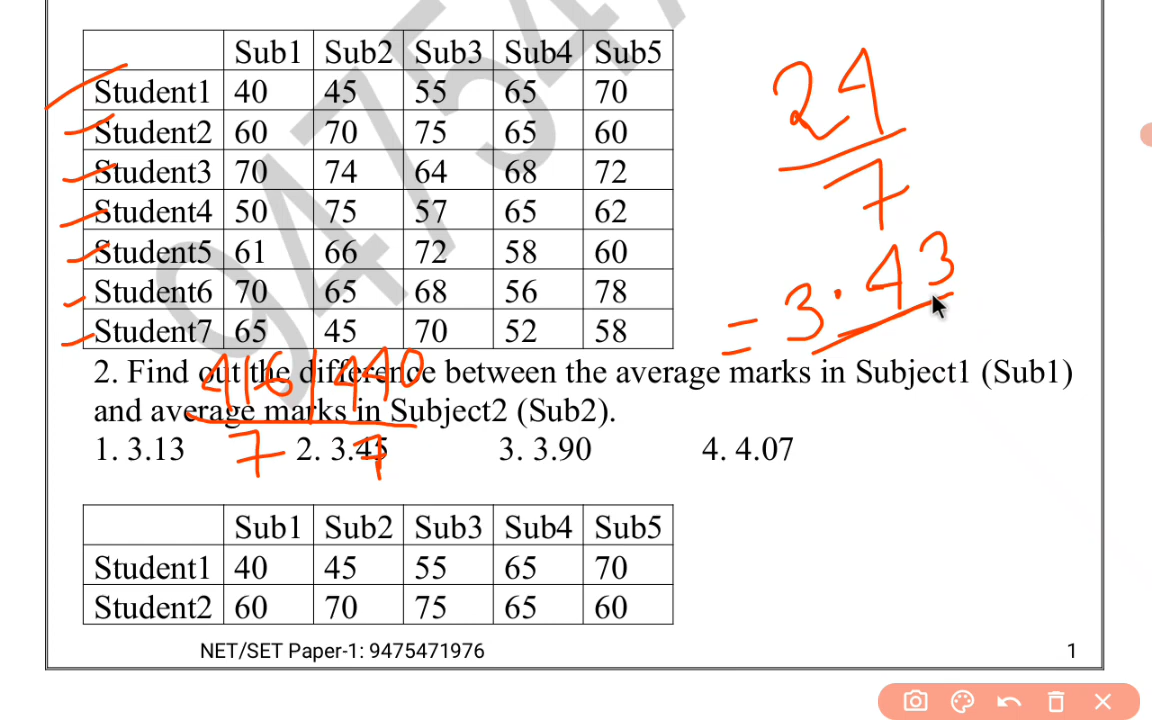 Sub1 Sub2 Sub3 Sub4 Sub5
Student1 40 45 55 65 70
Student2 60 70 75 65 60
Student3 70 74 64 68 72
Student4 50 75 57 65 62
Student5 61 66 72 58 60
Student6 70 65 68 56 78
Student7 65 45 70 52 58
24
7
= 3.43
2. Find out the difference between the average marks in Subject1 (Sub1)
and average marks in Subject2 (Sub2).
416 440
7 7
1. 3.13 2. 3.45 3. 3.90 4. 4.07
Sub1 Sub2 Sub3 Sub4 Sub5
Student1 40 45 55 65 70
Student2 60 70 75 65 60
NET/SET Paper-1: 9475471976 1